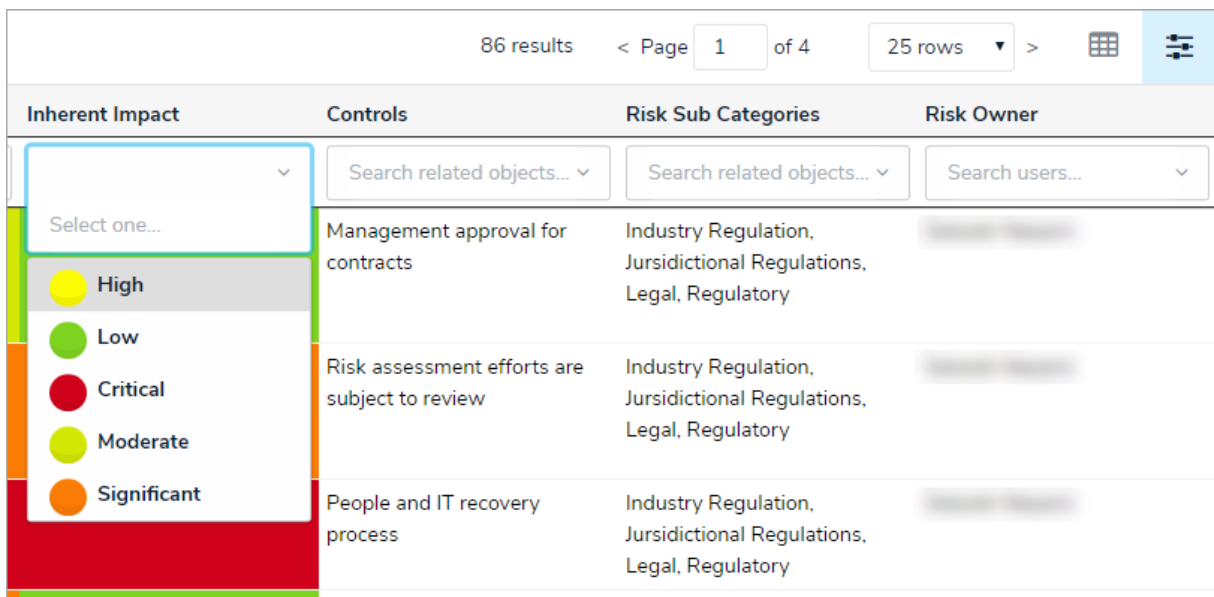 86 results < Page 1 of 4 25 rows >
Inherent Impact Controls Risk Sub Categories Risk Owner
Search related objects... Search related objects... Search users...
Select one...
High
Low
Critical
Moderate
Significant
Management approval for
contracts
Industry Regulation,
Jursidictional Regulations,
Legal, Regulatory
Risk assessment efforts are
subject to review
Industry Regulation,
Jursidictional Regulations,
Legal, Regulatory
People and IT recovery
process
Industry Regulation,
Jursidictional Regulations,
Legal, Regulatory